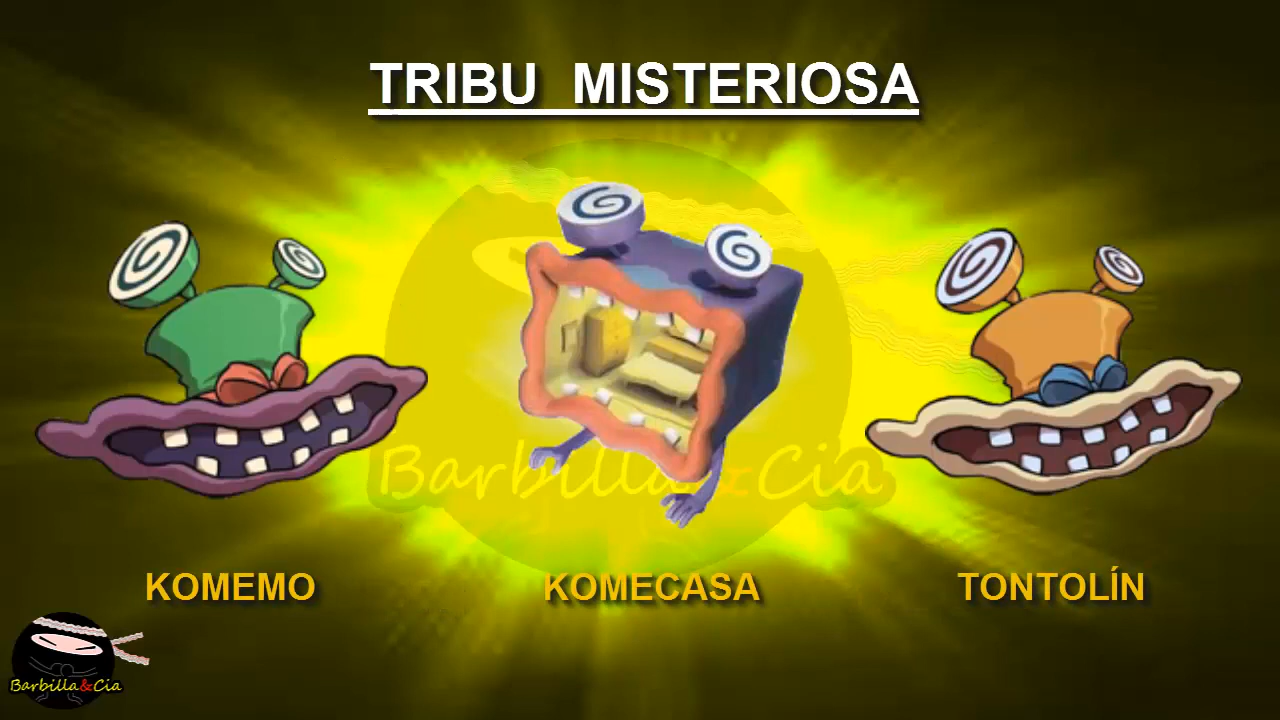 TRIBU MISTERIOSA
Barbilla&Cia
KOMEMO
KOMECASA
TONTOLÍN
Barbilla&Cia